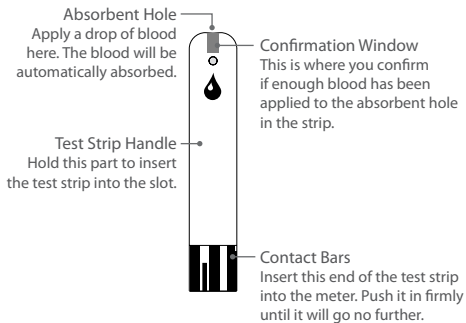 Absorbent Hole
Apply a drop of blood
here. The blood will be
automatically absorbed.
Confirmation Window
This is where you confirm
if enough blood has been
applied to the absorbent hole
in the strip.
Test Strip Handle
Hold this part to insert
the test strip into the slot.
Contact Bars
Insert this end of the test strip
into the meter. Push it in firmly
until it will go no further.